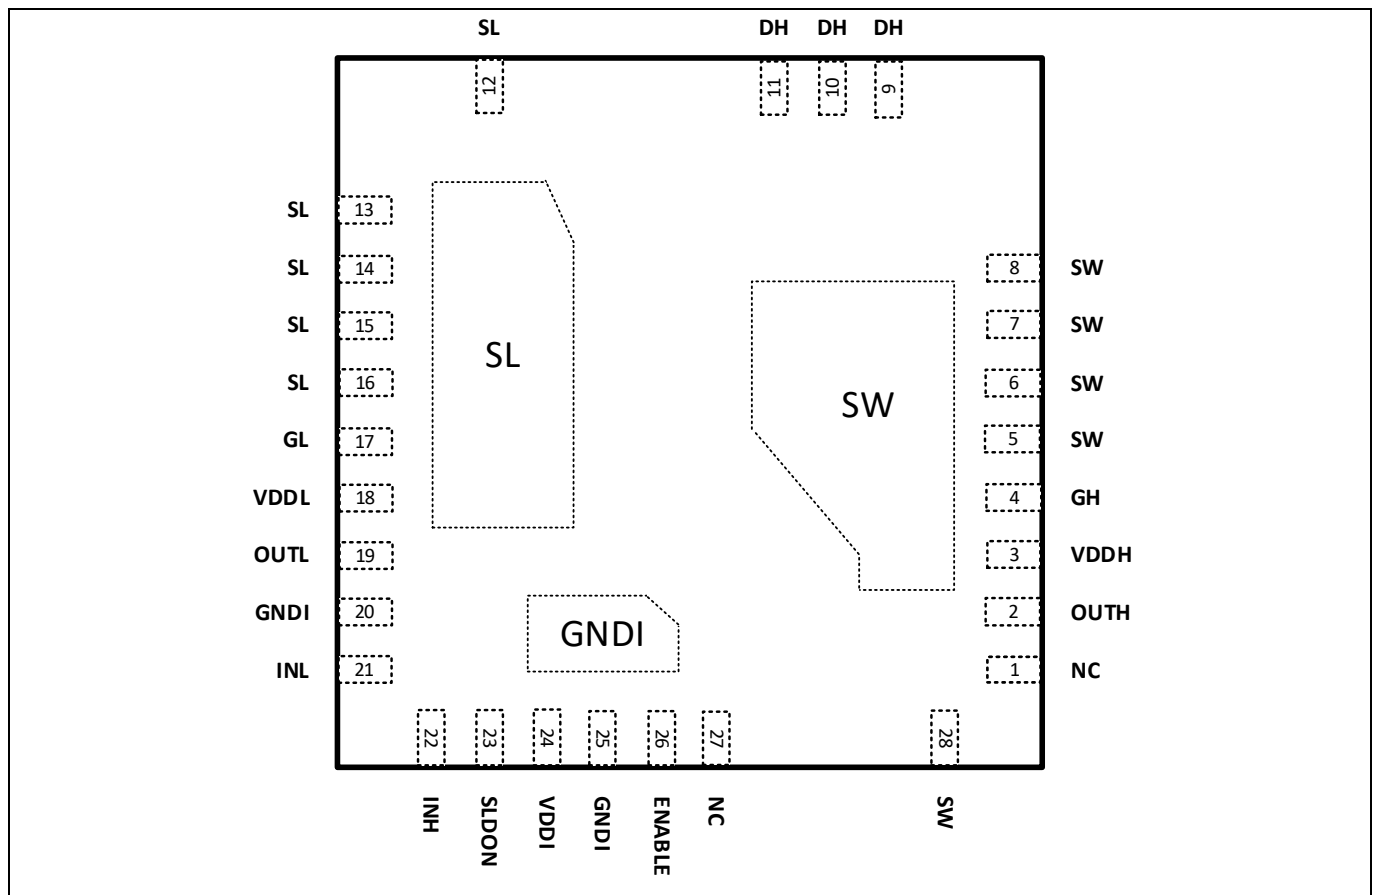 SL DH DH DH
12 11 10 9
SL 13
SL 14 8 SW
SL 15 7 SW
SL
SL 16 6 SW
SW
GL 17 5 SW
VDDL 18 4 GH
OUTL 19 3 VDDH
GNDI 20 2 OUTH
GNDI
INL 21 1 NC
22 23 24 25 26 27 28
INH SLDON VDDI GNDI ENABLE NC SW